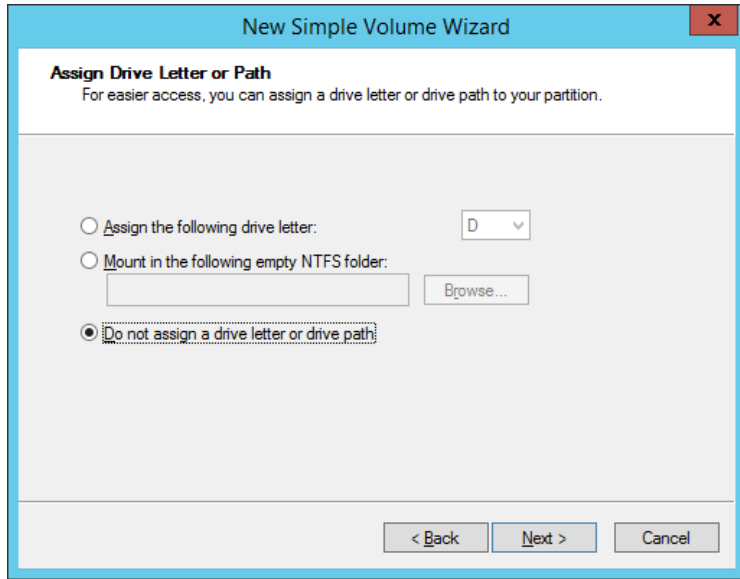 New Simple Volume Wizard
x
Assign Drive Letter or Path
For easier access, you can assign a drive letter or drive path to your partition.
Assign the following drive letter: D
Mount in the following empty NTFS folder:
Browse...
Do not assign a drive letter or drive path
< Back Next > Cancel